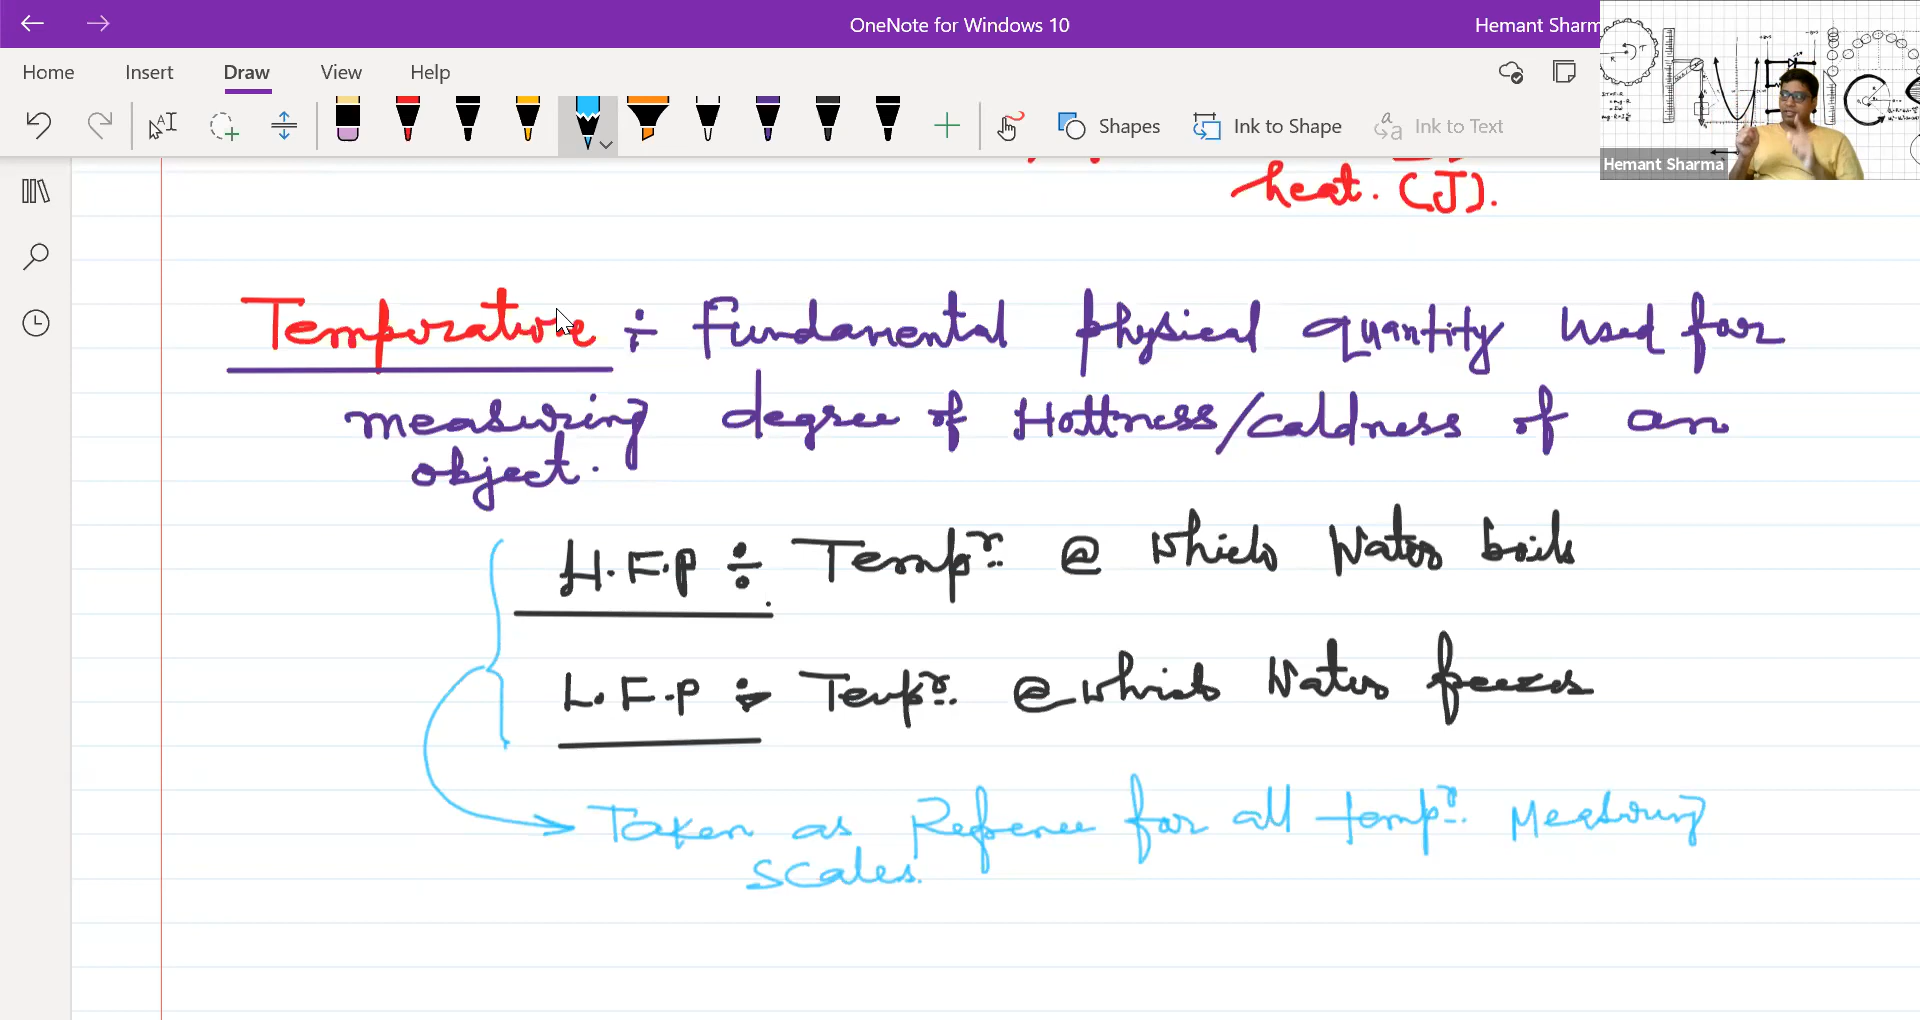 OneNote for Windows 10
Hemant Sharm
Home Insert Draw View Help
Shapes Ink to Shape Ink to Text
Hemant Sharma
heat. (J).
Temperature ÷ Fundamental physical quantity used for
measuring degree of Hottness/coldness of an
object.
H.F.P ÷ Tempr. @ which Water boils
L.F.P ÷ Tempr. @ which Water freezes
Taken as Refrence for all tempr. Measuring
scales.